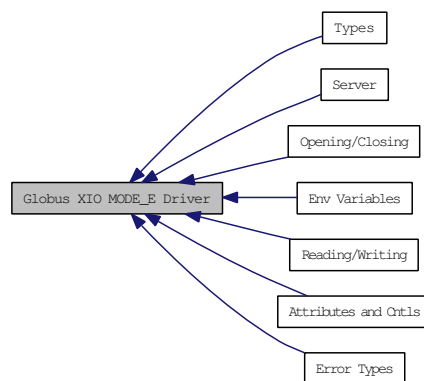 Types
Server
Opening/Closing
Globus XIO MODE_E Driver
Env Variables
Reading/Writing
Attributes and Cntls
Error Types